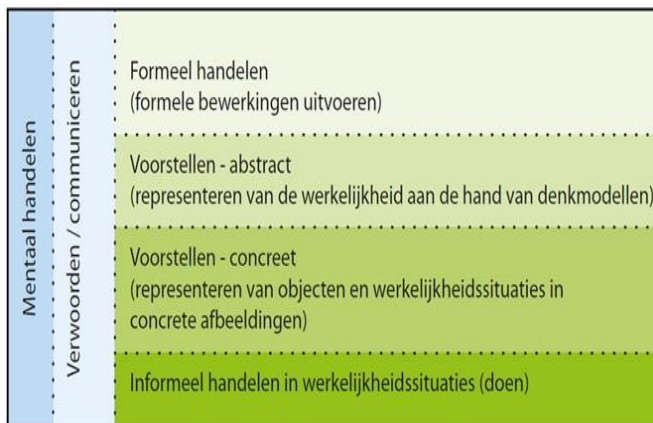 Mentaal handelen
Verwoorden / communiceren
Formeel handelen
(formele bewerkingen uitvoeren)
Voorstellen - abstract
(representeren van de werkelijkheid aan de hand van denkmodellen)
Voorstellen - concreet
(representeren van objecten en werkelijkheidssituaties in
concrete afbeeldingen)
Informeel handelen in werkelijkheidssituaties (doen)